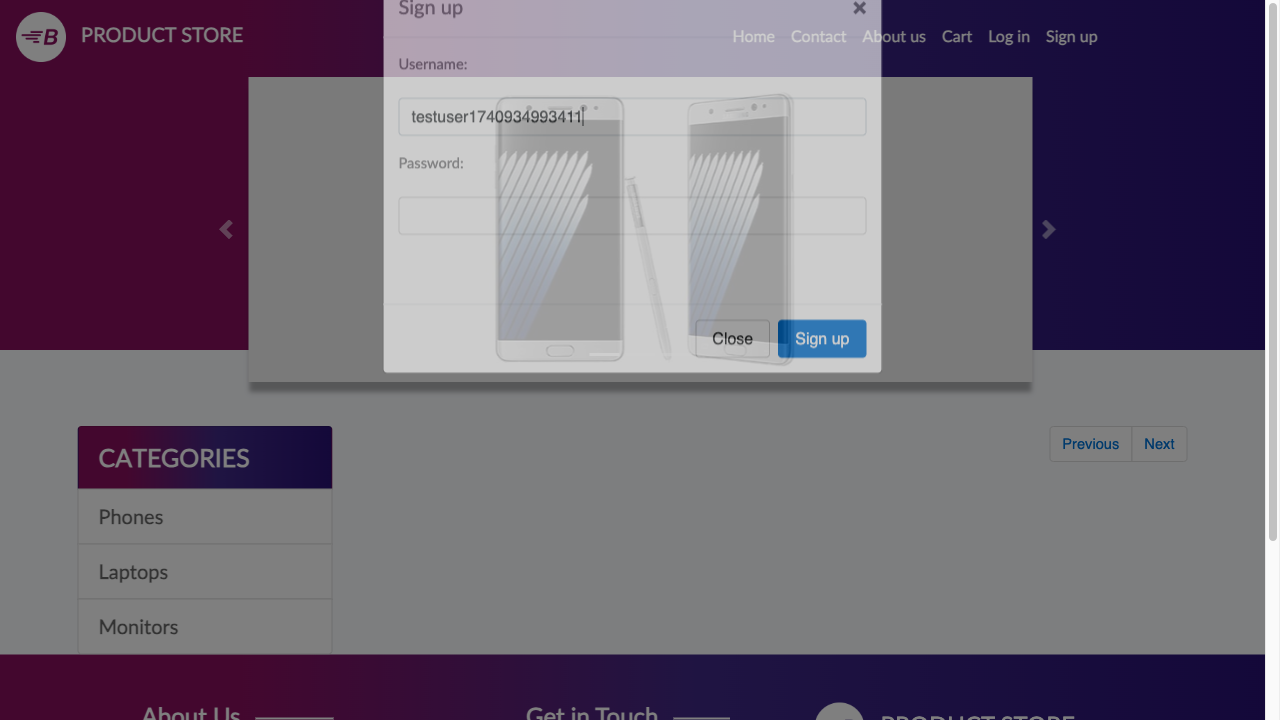 Sign up ×
B PRODUCT STORE
Home Contact About us Cart Log in Sign up
Username:
testuser1740934993411
Password:
Close Sign up
CATEGORIES
Previous Next
Phones
Laptops
Monitors
About Us Get in Touch PRODUCT STORE